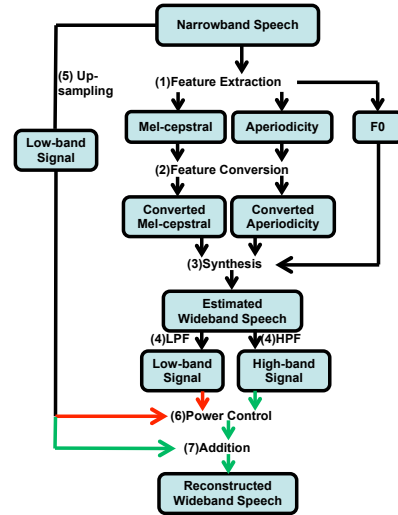 Narrowband Speech
(5) Up-
sampling
(1)Feature Extraction
Mel-cepstral
Aperiodicity
F0
Low-band
Signal
(2)Feature Conversion
Converted
Mel-cepstral
Converted
Aperiodicity
(3)Synthesis
Estimated
Wideband Speech
(4)LPF
(4)HPF
Low-band
Signal
High-band
Signal
(6)Power Control
(7)Addition
Reconstructed
Wideband Speech